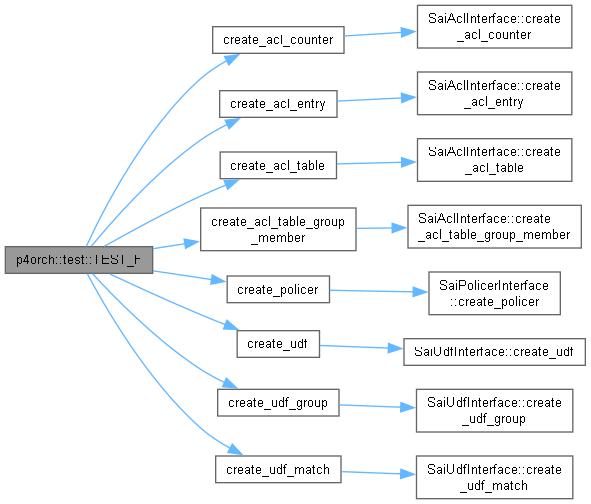 create_acl_counter
SaiAclInterface::create
_acl_counter
create_acl_entry
SaiAclInterface::create
_acl_entry
create_acl_table
SaiAclInterface::create
_acl_table
create_acl_table_group
_member
SaiAclInterface::create
_acl_table_group_member
p4orch::test::TEST_F
create_policer
SaiPolicerInterface
::create_policer
create_udf
SaiUdfInterface::create_udf
create_udf_group
SaiUdfInterface::create
_udf_group
create_udf_match
SaiUdfInterface::create
_udf_match